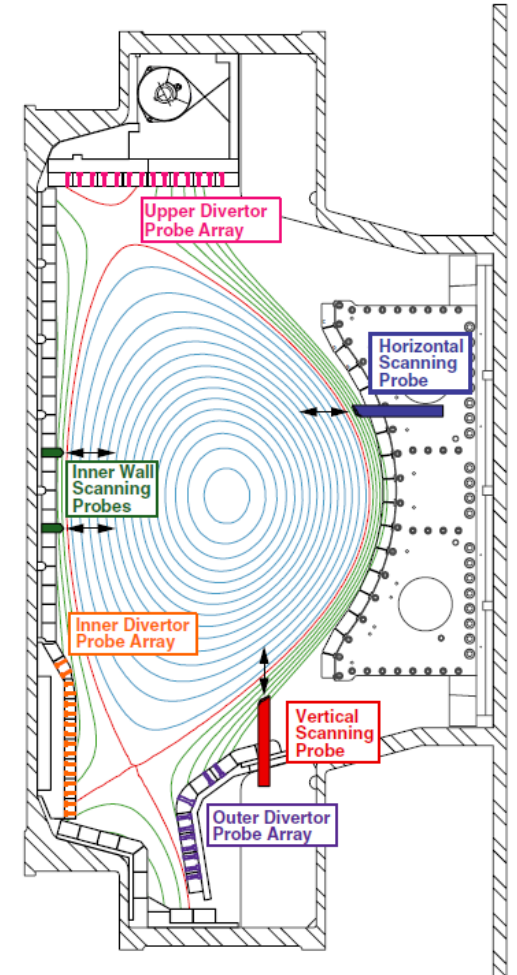 Upper Divertor
Probe Array
Horizontal
Scanning
Probe
Inner Wall
Scanning
Probes
Inner Divertor
Probe Array
Vertical
Scanning
Probe
Outer Divertor
Probe Array